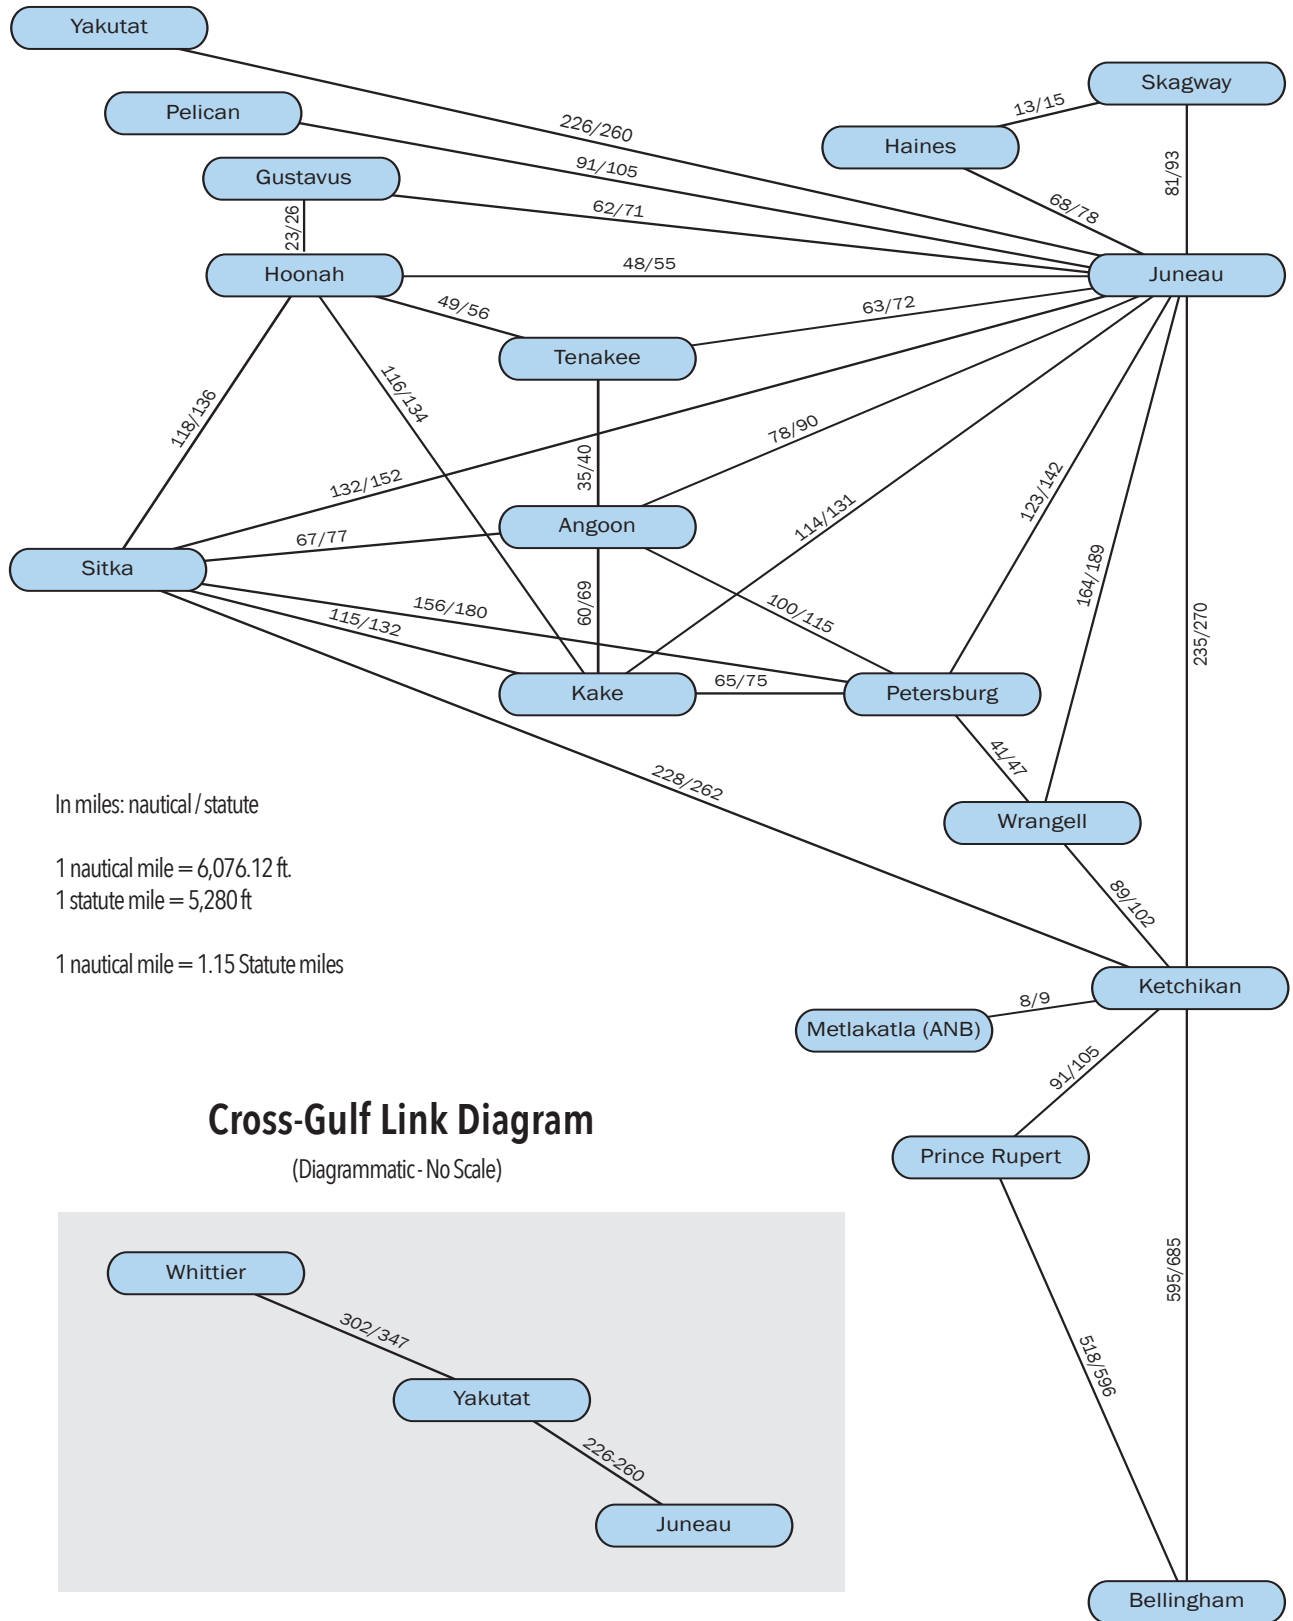 Yakutat
Skagway
13/15
Pelican
226/260
Haines
91/105
81/93
Gustavus
62/71
68/78
23/26
Hoonah
48/55
Juneau
49/56
63/72
Tenakee
116/134
118/136
78/90
35/40
132/152
123/142
114/131
Angoon
67/77
Sitka
164/189
60/69
100/115
156/180
115/132
235/270
65/75
Kake
Petersburg
41/47
228/262
In miles: nautical / statute
Wrangell
1 nautical mile = 6,076.12 ft.
1 statute mile = 5,280 ft
89/102
1 nautical mile = 1.15 Statute miles
Ketchikan
8/9
Metlakatla (ANB)
91/105
Cross-Gulf Link Diagram
Prince Rupert
(Diagrammatic - No Scale)
Whittier
595/685
302/347
518/596
Yakutat
226-260
Juneau
Bellingham